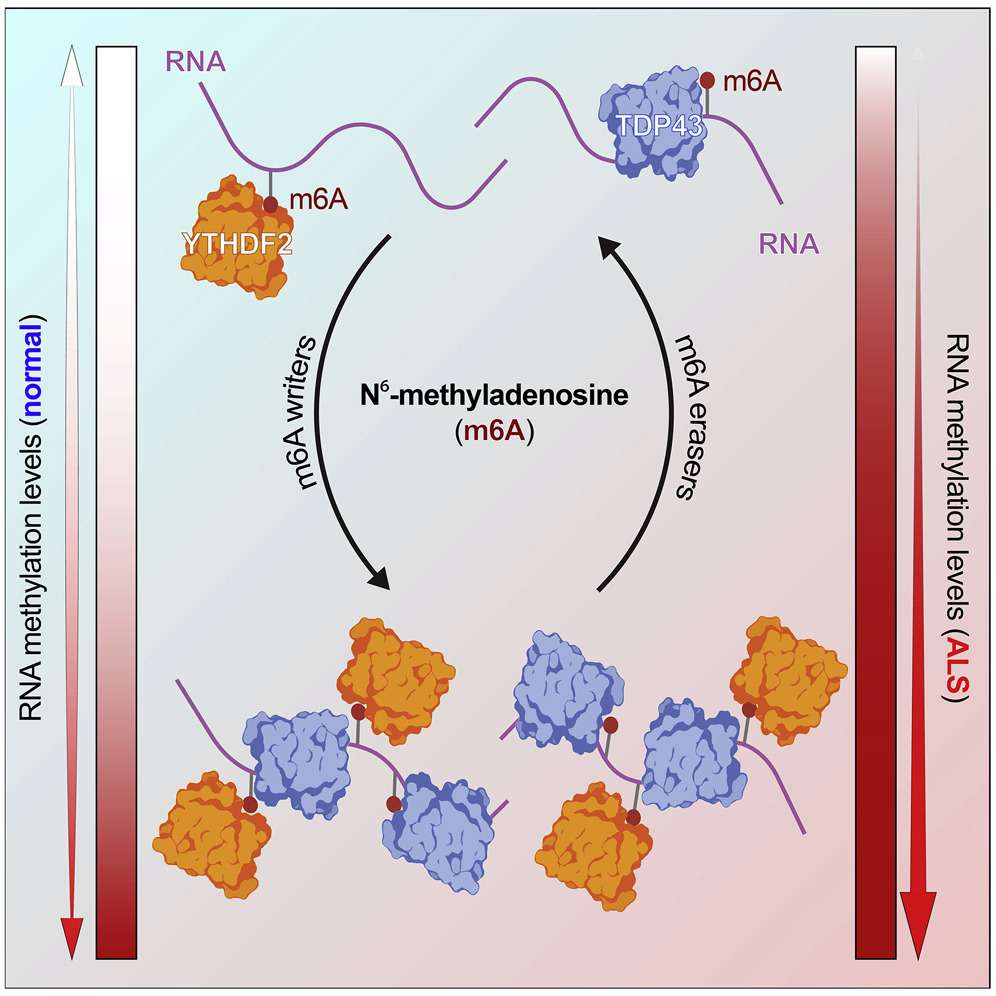 RNA
m6A
TDP43
m6A
YTHDF2
RNA
RNA methylation levels (normal)
m6A writers
N⁶-methyladenosine
(m6A)
m6A erasers
RNA methylation levels (ALS)